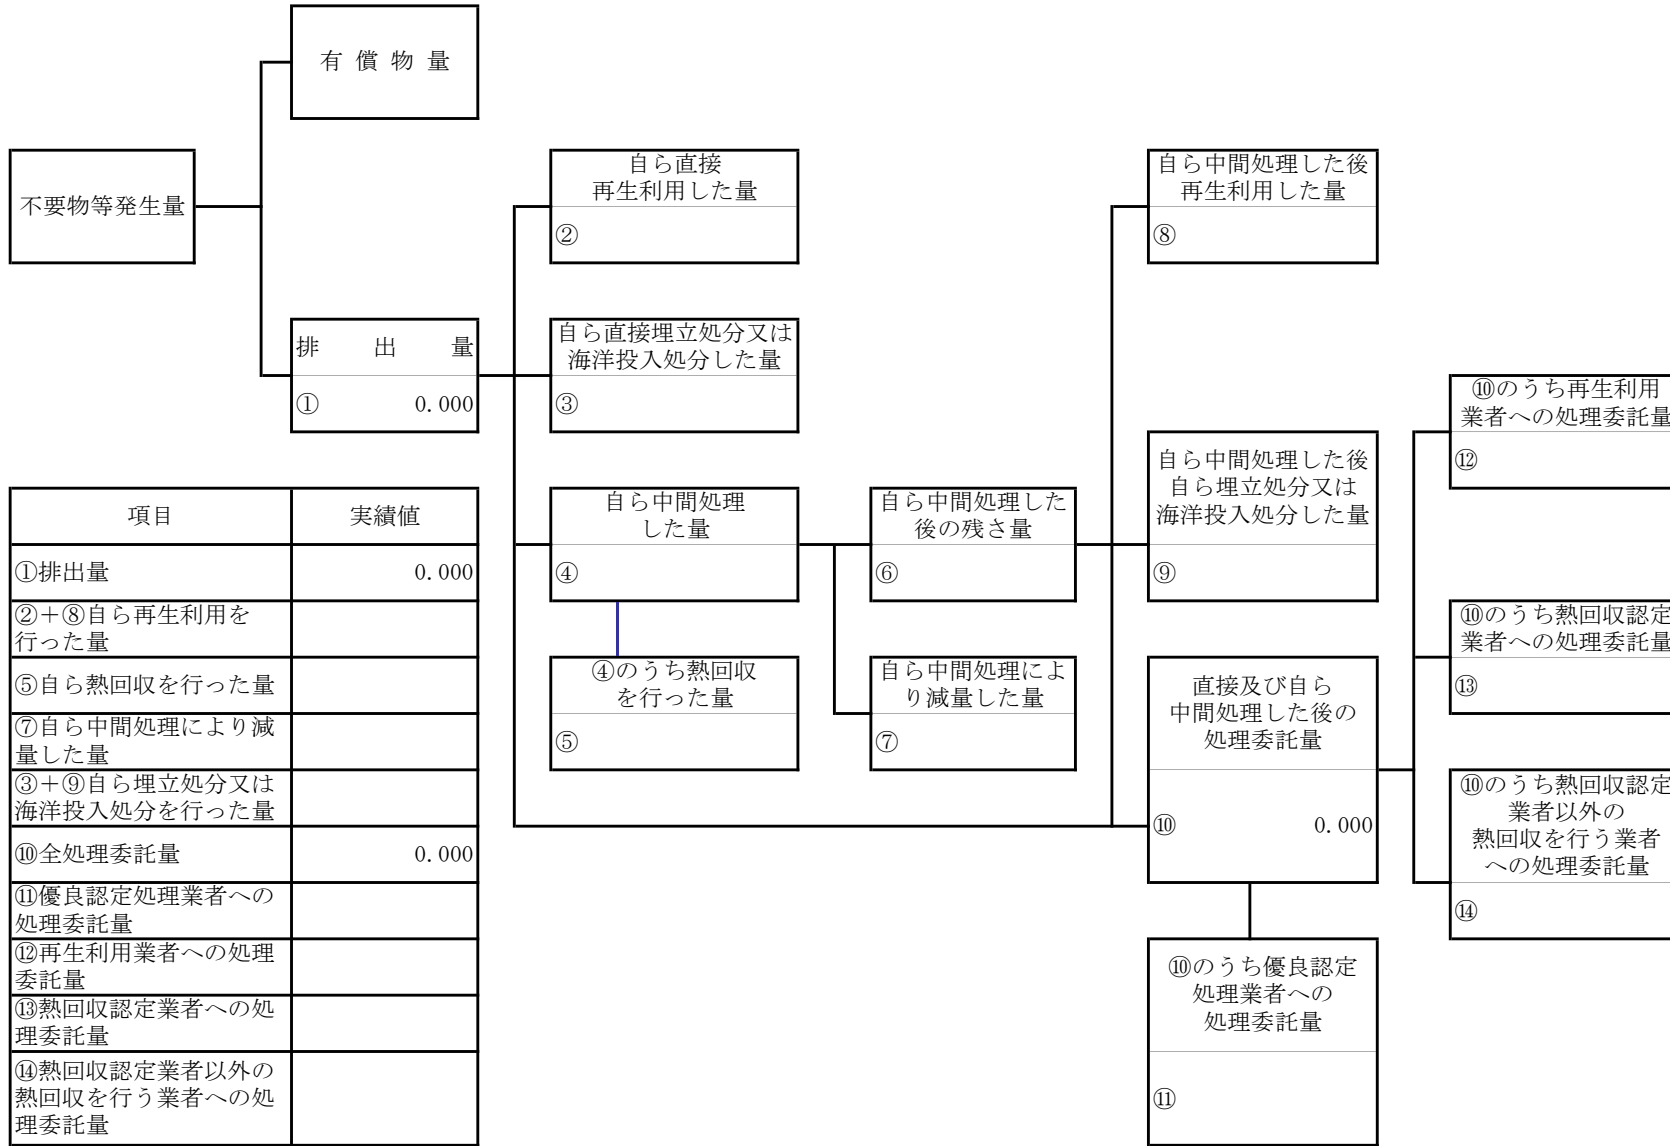 有償物量
不要物等発生量
排出量
① 0.000
自ら直接
再生利用した量
②
自ら直接埋立処分又は
海洋投入処分した量
③
自ら中間処理
した量
④
④のうち熱回収
を行った量
⑤
自ら中間処理した
後の残さ量
⑥
自ら中間処理によ
り減量した量
⑦
自ら中間処理した後
再生利用した量
⑧
自ら中間処理した後
自ら埋立処分又は
海洋投入処分した量
⑨
直接及び自ら
中間処理した後の
処理委託量
⑩ 0.000
⑩のうち優良認定
処理業者への
処理委託量
⑪
⑩のうち再生利用
業者への処理委託量
⑫
⑩のうち熱回収認定
業者への処理委託量
⑬
⑩のうち熱回収認定
業者以外の
熱回収を行う業者
への処理委託量
⑭
項目 実績値
①排出量 0.000
②+⑧自ら再生利用を
行った量
⑤自ら熱回収を行った量
⑦自ら中間処理により減
量した量
③+⑨自ら埋立処分又は
海洋投入処分を行った量
⑩全処理委託量 0.000
⑪優良認定処理業者への
処理委託量
⑫再生利用業者への処理
委託量
⑬熱回収認定業者への処
理委託量
⑭熱回収認定業者以外の
熱回収を行う業者への処
理委託量